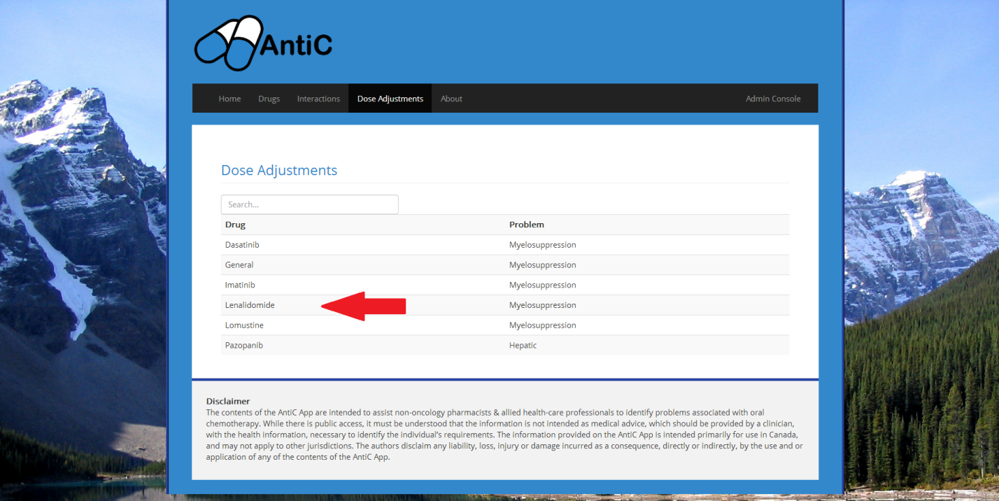 AntiC
Home Drugs Interactions Dose Adjustments About Admin Console
Dose Adjustments
Search...
Drug Problem
Dasatinib Myelosuppression
General Myelosuppression
Imatinib Myelosuppression
Lenalidomide Myelosuppression
Lomustine Myelosuppression
Pazopanib Hepatic
Disclaimer
The contents of the AntiC App are intended to assist non-oncology pharmacists & allied health-care professionals to identify problems associated with oral
chemotherapy. While there is public access, it must be understood that the information is not intended as medical advice, which should be provided by a clinician,
with the health information, necessary to identify the individual's requirements. The information provided on the AntiC App is intended primarily for use in Canada,
and may not apply to other jurisdictions. The authors disclaim any liability, loss, injury or damage incurred as a consequence, directly or indirectly, by the use and or
application of any of the contents of the AntiC App.